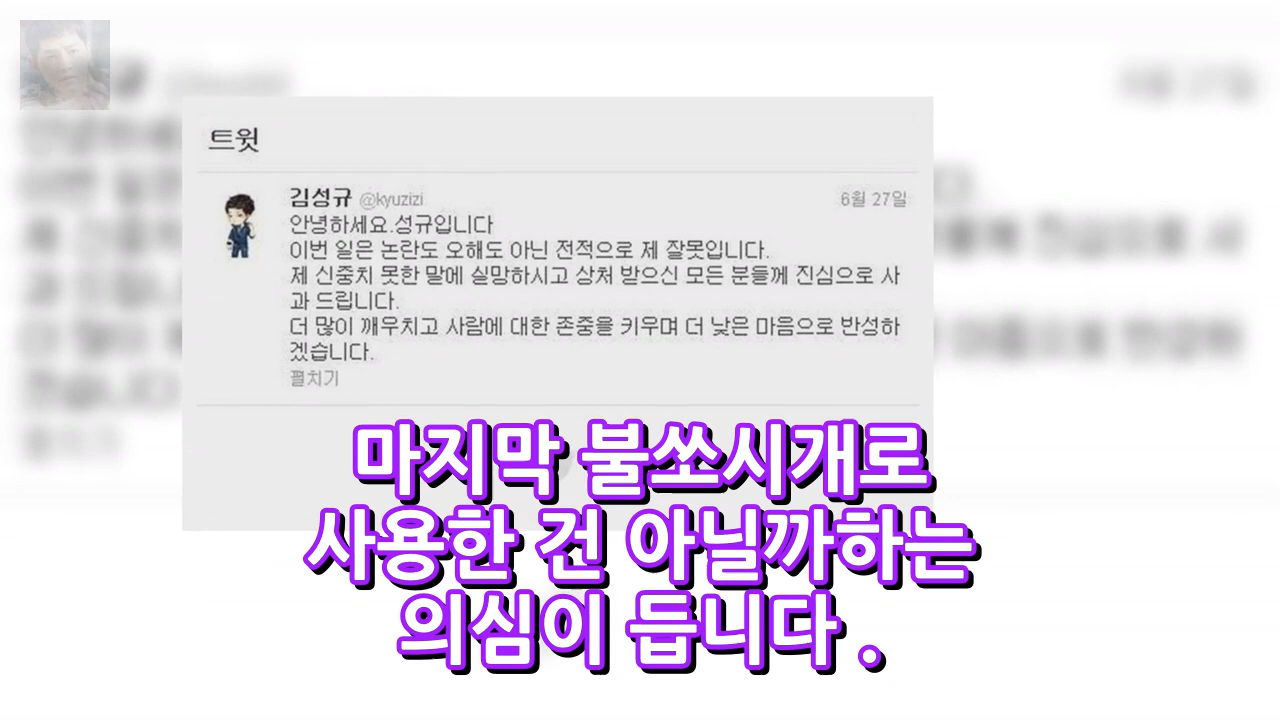 트윗
김성규 @kyuzizi 6월 27일
안녕하세요.성규입니다
이번 일은 논란도 오해도 아닌 전적으로 제 잘못입니다.
제 신중치 못한 말에 실망하시고 상처 받으신 모든 분들께 진심으로 사
과 드립니다.
더 많이 깨우치고 사람에 대한 존중을 키우며 더 낮은 마음으로 반성하
겠습니다.
펼치기
마지막 불쏘시개로
사용한 건 아닐까하는
의심이 듭니다 .